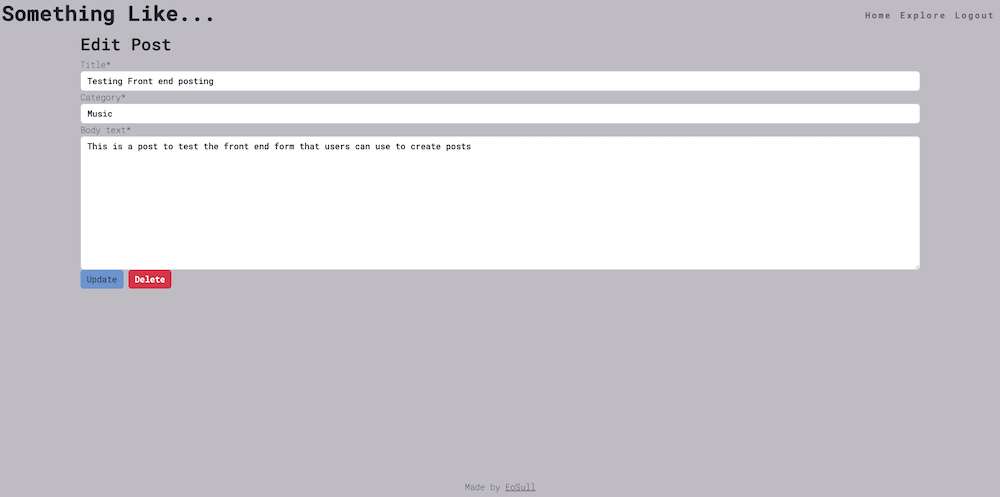 Something Like...
Home Explore Logout
Edit Post
Title*
Testing Front end posting
Category*
Music
Body text*
This is a post to test the front end form that users can use to create posts
Update Delete
Made by EoSull